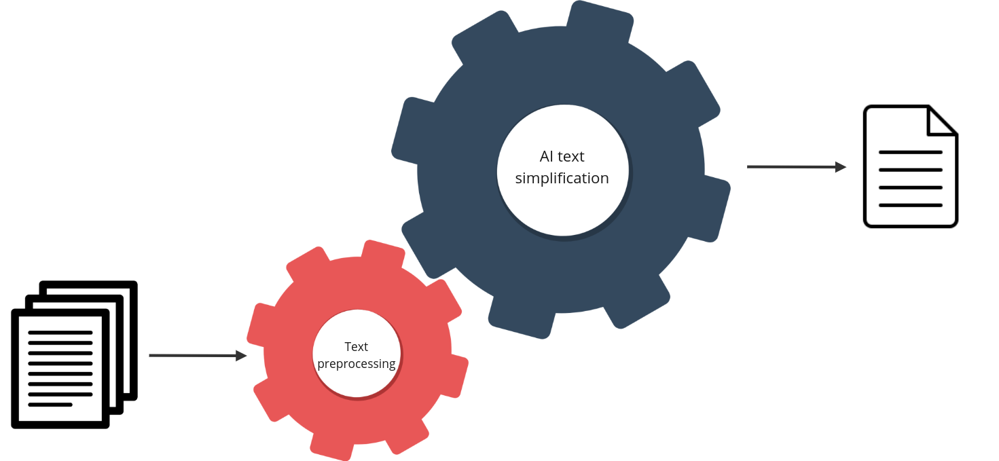 AI text
simplification
Text
preprocessing